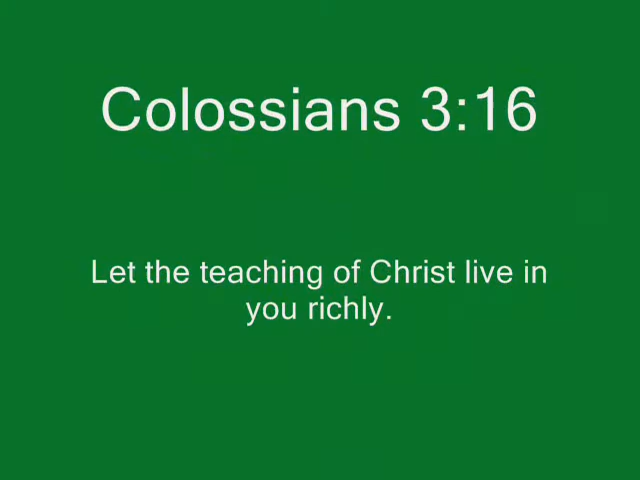 Colossians 3:16
Let the teaching of Christ live in
you richly.